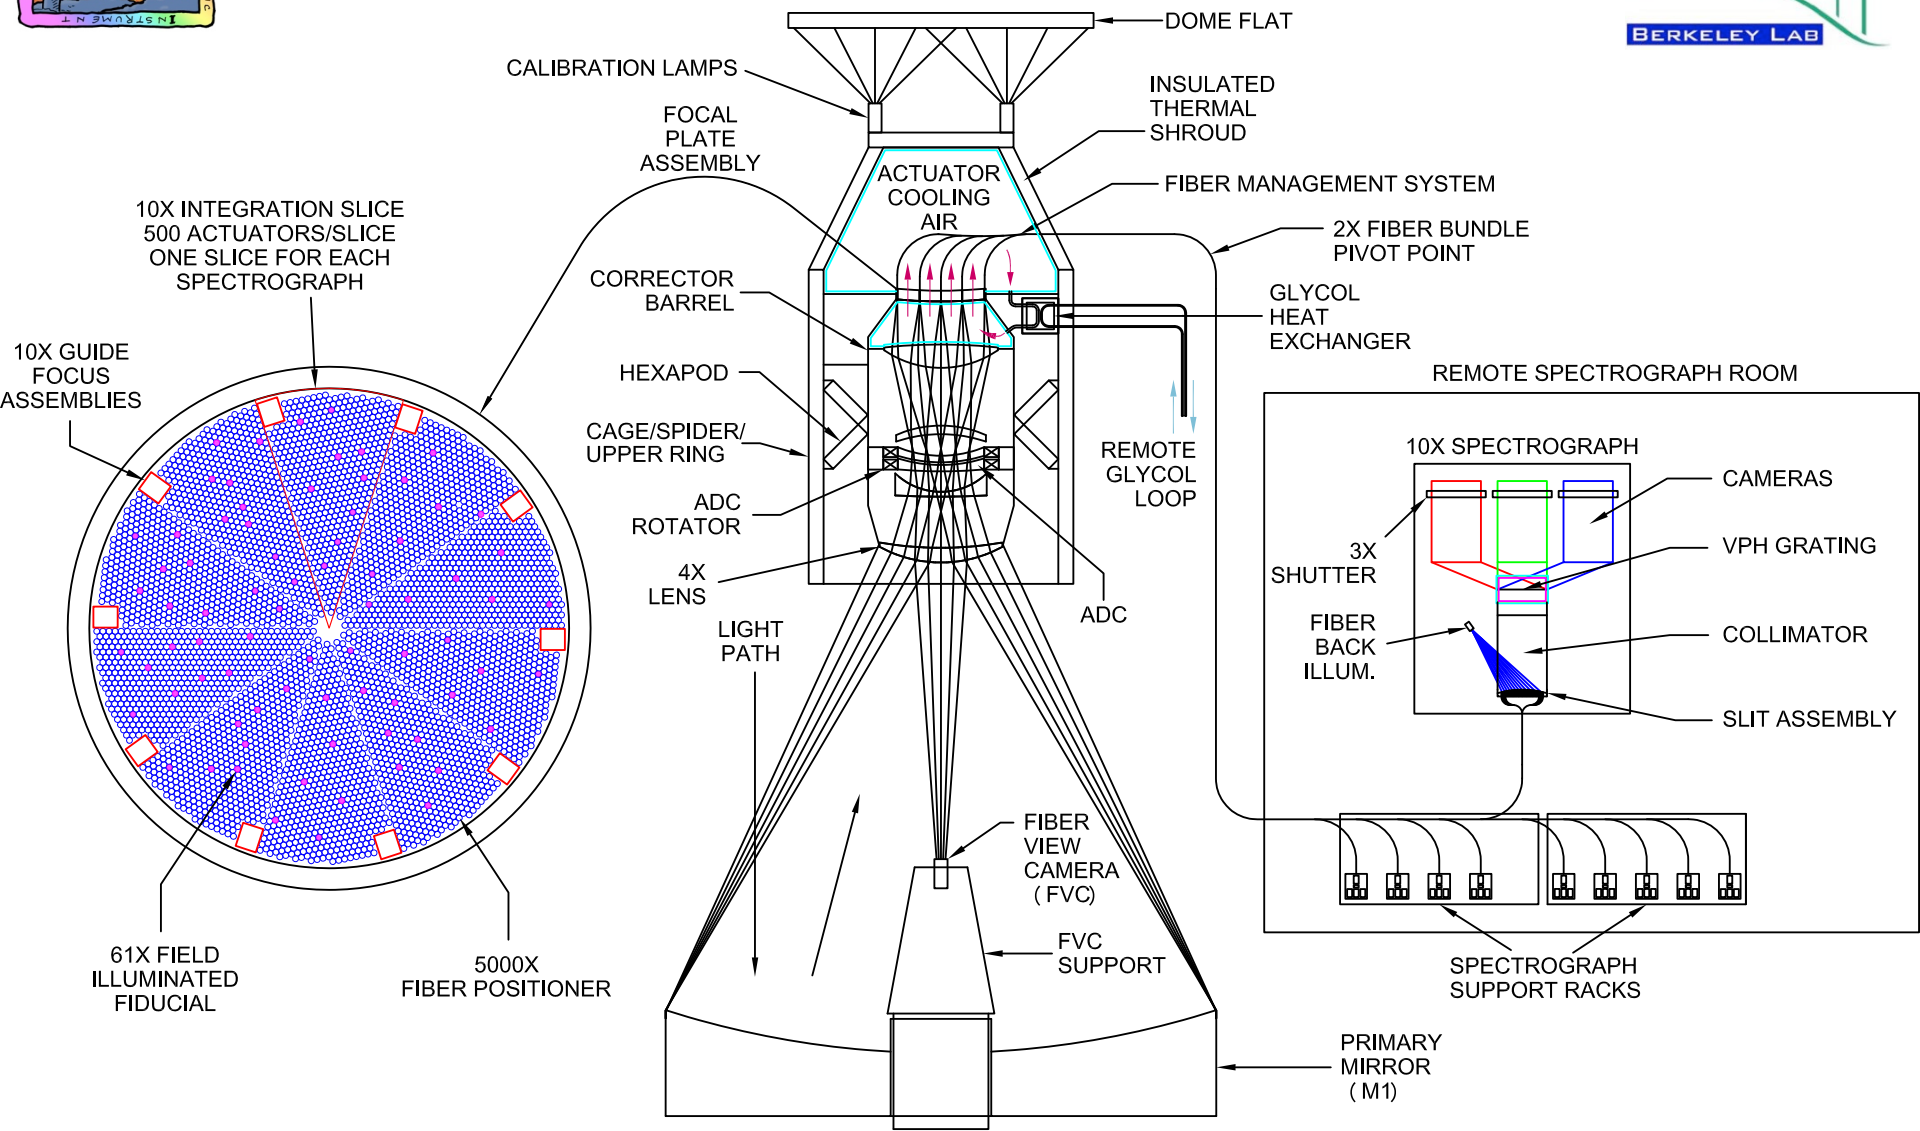 INSTRUMENT
BERKELEY LAB
DOME FLAT
CALIBRATION LAMPS
INSULATED
THERMAL
SHROUD
FOCAL
PLATE
ASSEMBLY
ACTUATOR
COOLING
AIR
FIBER MANAGEMENT SYSTEM
10X INTEGRATION SLICE
500 ACTUATORS/SLICE
ONE SLICE FOR EACH
SPECTROGRAPH
2X FIBER BUNDLE
PIVOT POINT
CORRECTOR
BARREL
GLYCOL
HEAT
EXCHANGER
10X GUIDE
FOCUS
ASSEMBLIES
HEXAPOD
REMOTE SPECTROGRAPH ROOM
CAGE/SPIDER/
UPPER RING
REMOTE
GLYCOL
LOOP
10X SPECTROGRAPH
CAMERAS
ADC
ROTATOR
3X
SHUTTER
VPH GRATING
4X
LENS
ADC
LIGHT
PATH
FIBER
BACK
ILLUM.
COLLIMATOR
SLIT ASSEMBLY
FIBER
VIEW
CAMERA
( FVC)
FVC
SUPPORT
61X FIELD
ILLUMINATED
FIDUCIAL
5000X
FIBER POSITIONER
SPECTROGRAPH
SUPPORT RACKS
PRIMARY
MIRROR
( M1)